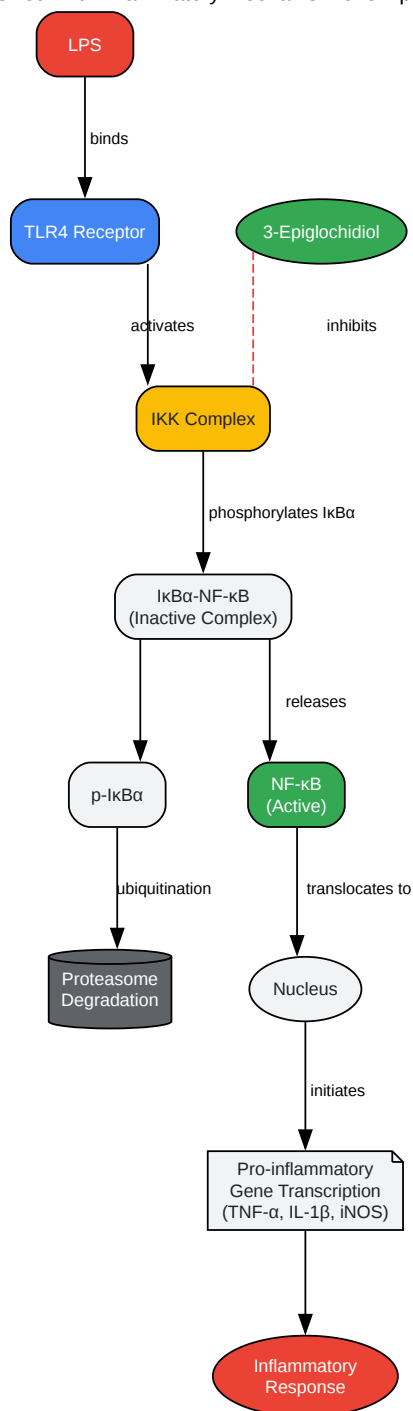 LPS
binds
TLR4 Receptor
3-Epiglochidiol
activates
inhibits
IKK Complex
phosphorylates IκBα
IκBα-NF-κB
(Inactive Complex)
releases
p-IκBα
NF-κB
(Active)
ubiquitination
translocates to
Proteasome
Degradation
Nucleus
initiates
Pro-inflammatory
Gene Transcription
(TNF-α, IL-1β, iNOS)
Inflammatory
Response